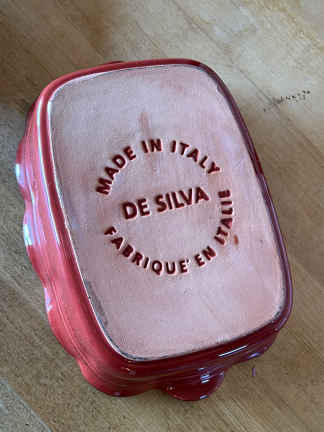 MADE IN ITALY
DE SILVA
FABRIQUE' EN ITALIE